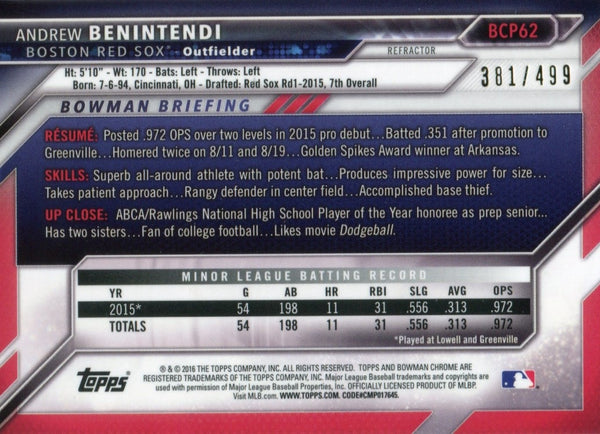 ANDREW BENINTENDI
BCP62
BOSTON RED SOX® - Outfielder
REFRACTOR
381/499
Ht: 5'10" - Wt: 170 - Bats: Left - Throws: Left
Born: 7-6-94, Cincinnati, OH - Drafted: Red Sox Rd1-2015, 7th Overall
BOWMAN BRIEFING
RÉSUMÉ: Posted .972 OPS over two levels in 2015 pro debut...Batted .351 after promotion to
Greenville...Homered twice on 8/11 and 8/19...Golden Spikes Award winner at Arkansas.
SKILLS: Superb all-around athlete with potent bat...Produces impressive power for size...
Takes patient approach...Rangy defender in center field...Accomplished base thief.
UP CLOSE: ABCA/Rawlings National High School Player of the Year honoree as prep senior...
Has two sisters...Fan of college football...Likes movie Dodgeball.
MINOR LEAGUE BATTING RECORD
YR G AB HR RBI SLG AVG OPS
2015* 54 198 11 31 .556 .313 .972
TOTALS 54 198 11 31 .556 .313 .972
*Played at Lowell and Greenville
Topps
® & © 2016 THE TOPPS COMPANY, INC. ALL RIGHTS RESERVED. TOPPS AND BOWMAN CHROME ARE
REGISTERED TRADEMARKS OF THE TOPPS COMPANY, INC. Major League Baseball trademarks and copyrights are
used with permission of Major League Baseball Properties, Inc. OFFICIALLY LICENSED PRODUCT OF MLBP.
Visit MLB.com. WWW.TOPPS.COM. CODE#CMP017645.